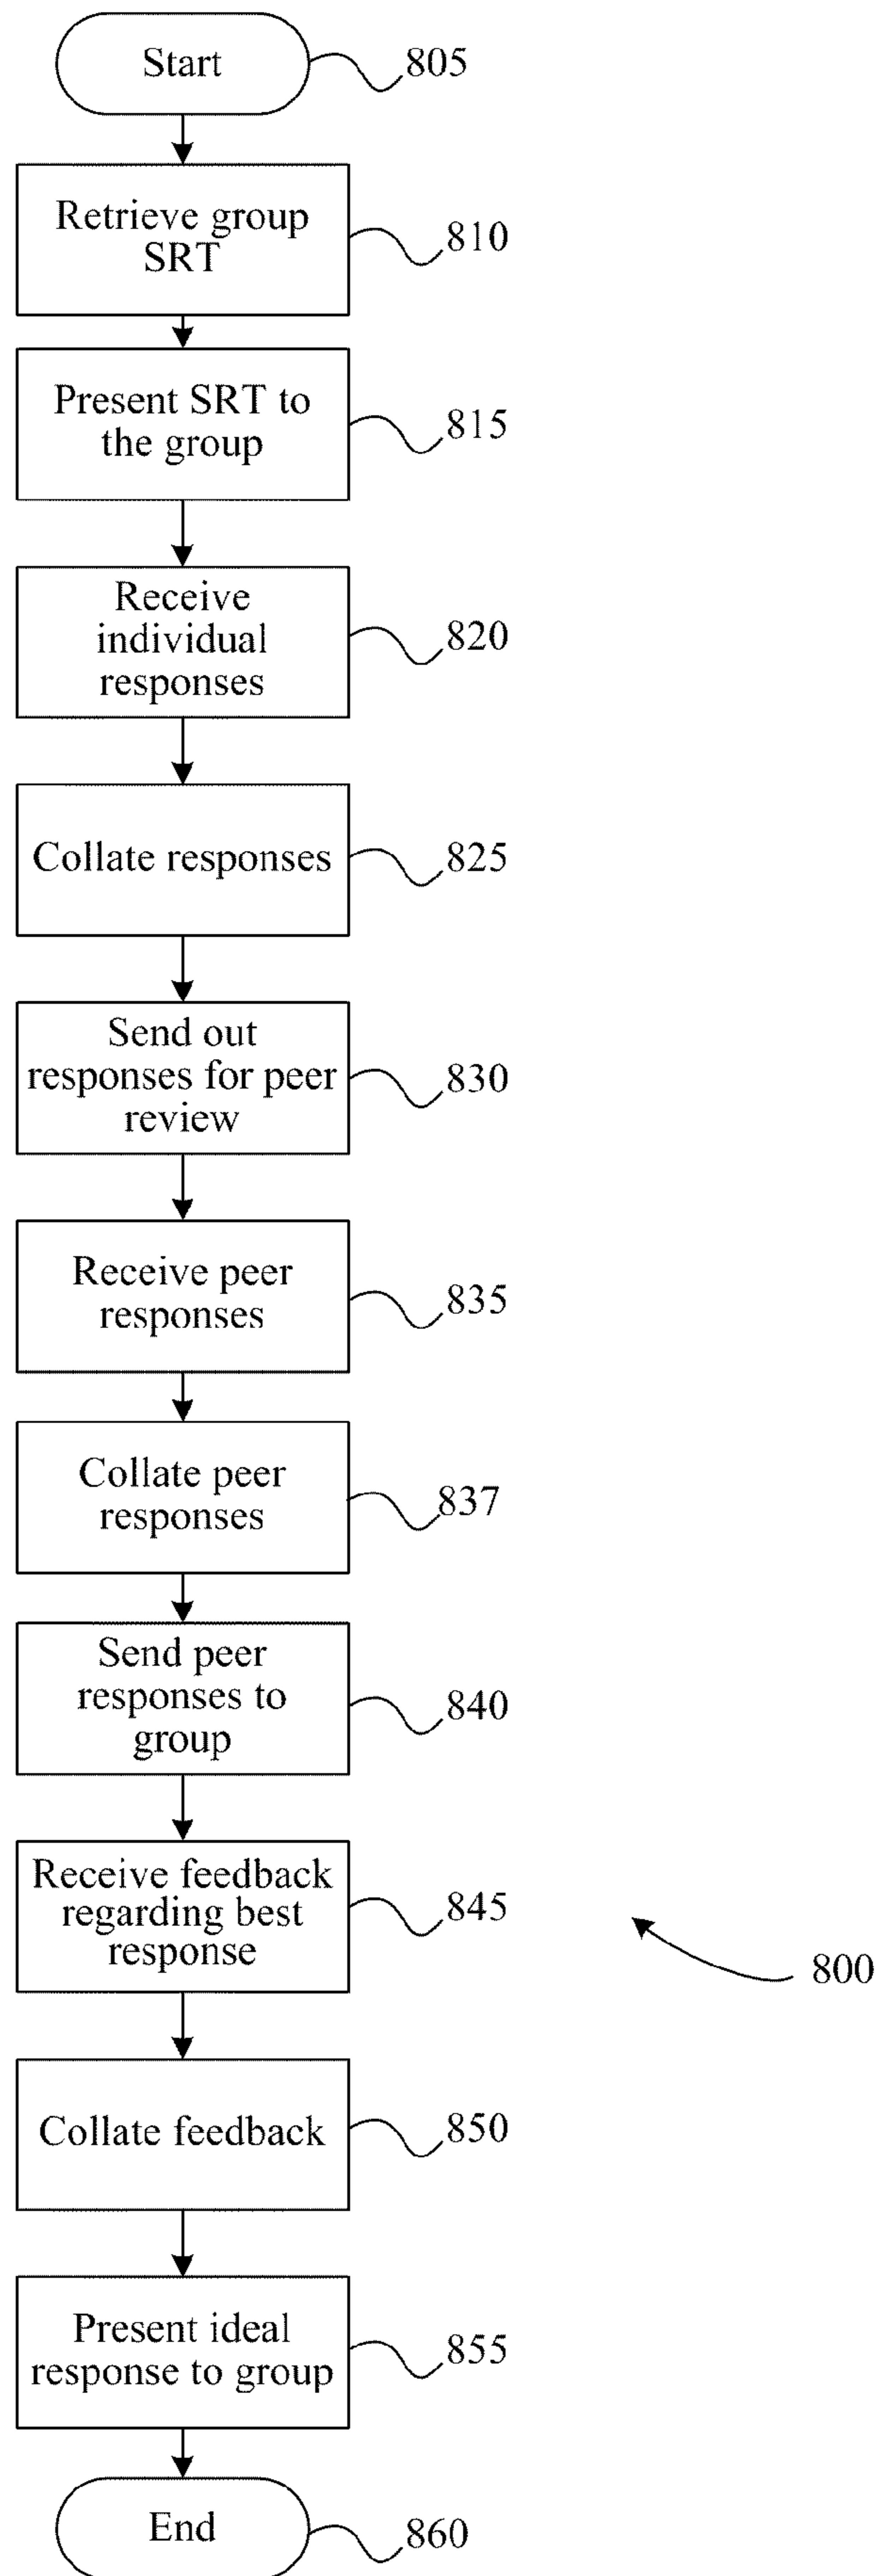 Start
805
Retrieve group
SRT
810
Present SRT to
the group
815
Receive
individual
responses
820
Collate responses
825
Send out
responses for peer
review
830
Receive peer
responses
835
Collate peer
responses
837
Send peer
responses to
group
840
Receive feedback
regarding best
response
845
800
Collate feedback
850
Present ideal
response to group
855
End
860